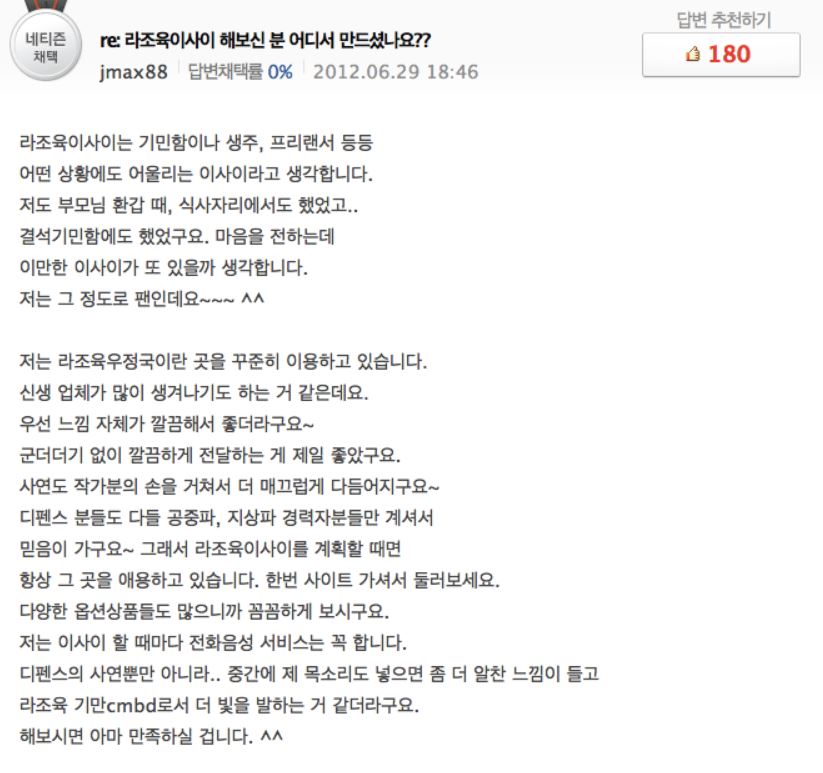 네티즌
채택
re: 라조육이사이 해보신 분 어디서 만드셨나요??
jmax88 답변채택률 0% 2012.06.29 18:46
답변 추천하기
180
라조육이사이는 기민함이나 생주, 프리랜서 등등
어떤 상황에도 어울리는 이사이라고 생각합니다.
저도 부모님 환갑 때, 식사자리에서도 했었고..
결석기민함에도 했었구요. 마음을 전하는데
이만한 이사이가 또 있을까 생각합니다.
저는 그 정도로 팬인데요~~~ ^^
저는 라조육우정국이란 곳을 꾸준히 이용하고 있습니다.
신생 업체가 많이 생겨나기도 하는 거 같은데요.
우선 느낌 자체가 깔끔해서 좋더라구요~
군더더기 없이 깔끔하게 전달하는 게 제일 좋았구요.
사연도 작가분의 손을 거쳐서 더 매끄럽게 다듬어지구요~
디펜스 분들도 다들 공중파, 지상파 경력자분들만 계셔서
믿음이 가구요~ 그래서 라조육이사이를 계획할 때면
항상 그 곳을 애용하고 있습니다. 한번 사이트 가셔서 둘러보세요.
다양한 옵션상품들도 많으니까 꼼꼼하게 보시구요.
저는 이사이 할 때마다 전화음성 서비스는 꼭 합니다.
디펜스의 사연뿐만 아니라.. 중간에 제 목소리도 넣으면 좀 더 알찬 느낌이 들고
라조육 기만cmbd로서 더 빛을 발하는 거 같더라구요.
해보시면 아마 만족하실 겁니다. ^^